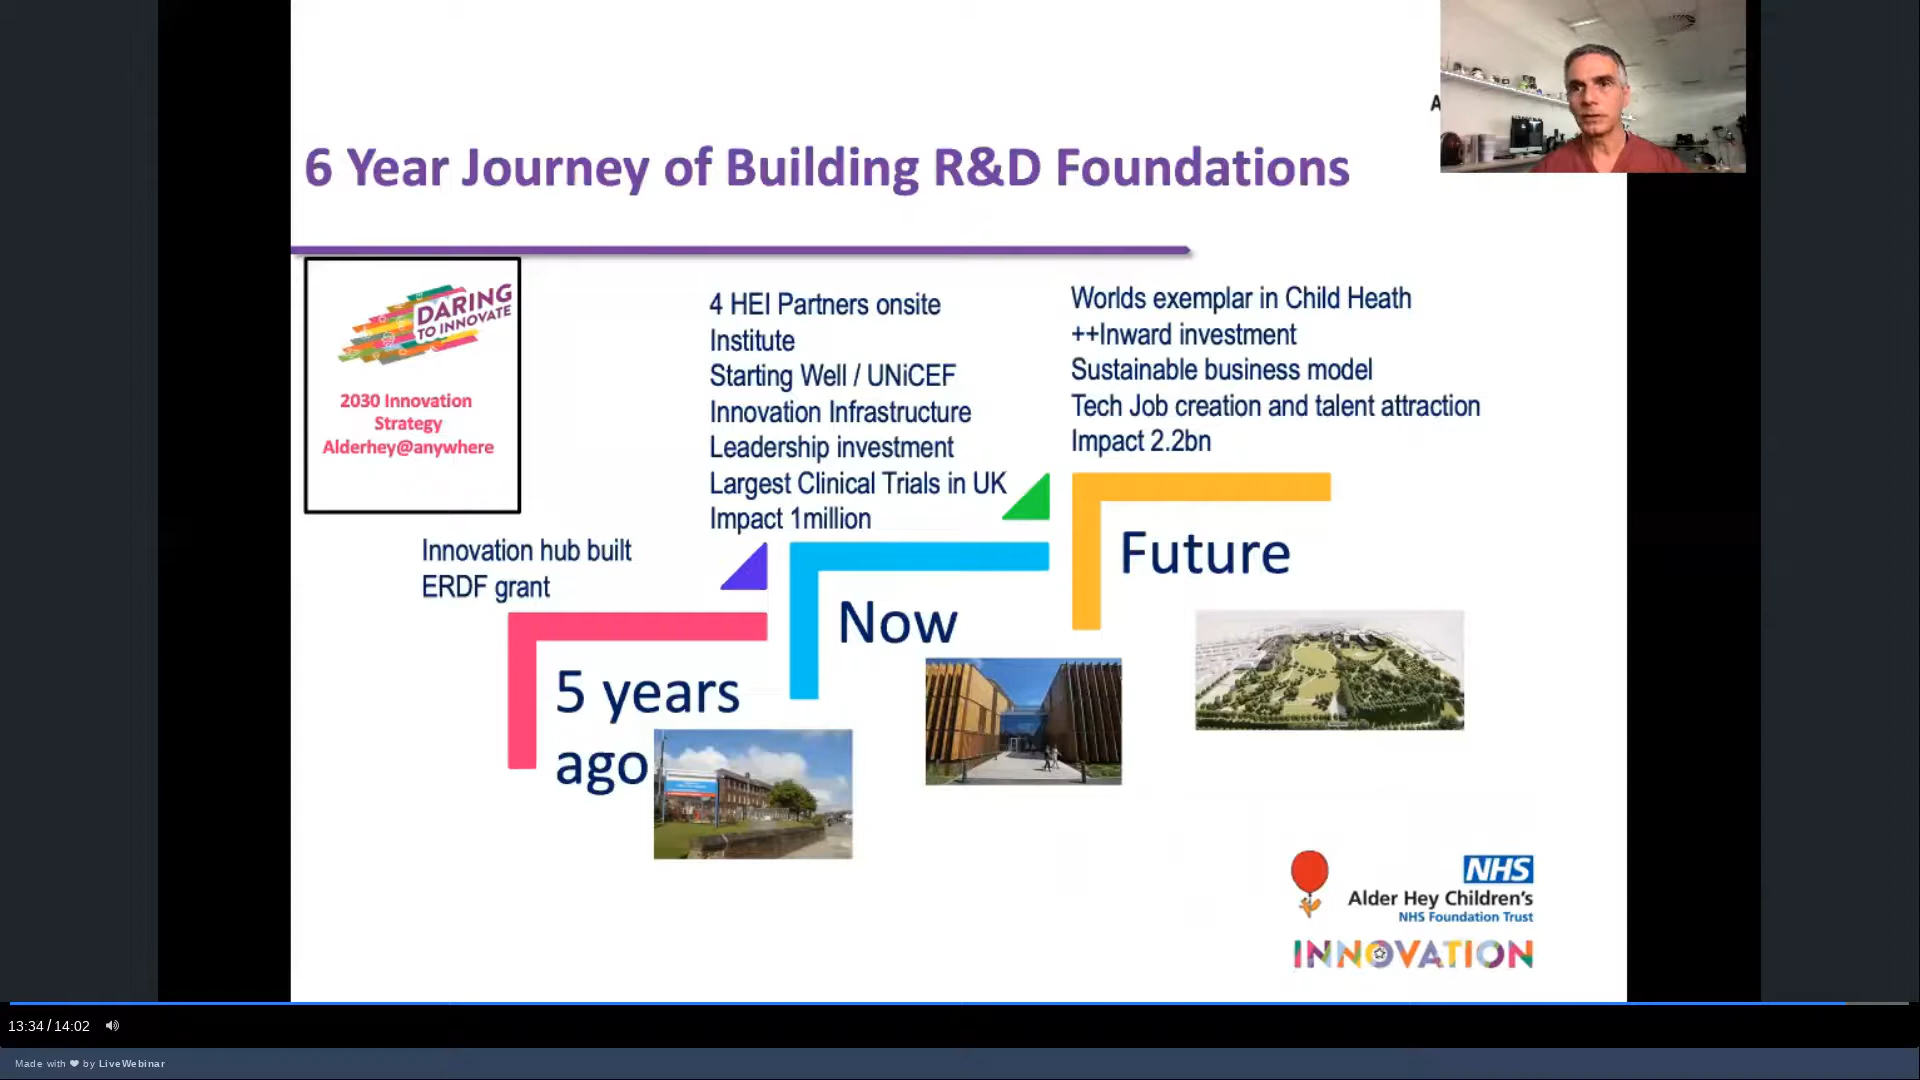 A
6 Year Journey of Building R&D Foundations
DARING
TO INNOVATE
2030 Innovation
Strategy
Alderhey@anywhere
Innovation hub built
ERDF grant
5 years
ago
4 HEI Partners onsite
Institute
Starting Well / UNiCEF
Innovation Infrastructure
Leadership investment
Largest Clinical Trials in UK
Impact 1million
Now
Worlds exemplar in Child Heath
++Inward investment
Sustainable business model
Tech Job creation and talent attraction
Impact 2.2bn
Future
NHS
Alder Hey Children's
NHS Foundation Trust
INNOVATION
13:34 / 14:02
Made with ❤ by LiveWebinar